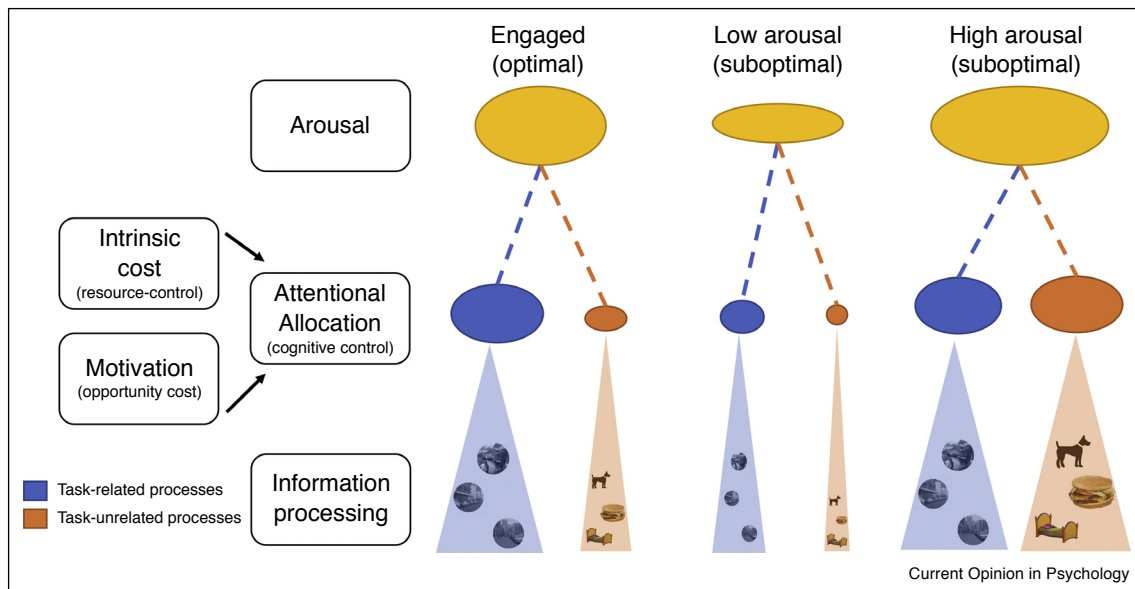 Engaged
(optimal)
Low arousal
(suboptimal)
High arousal
(suboptimal)
Arousal
Intrinsic
cost
(resource-control)
Attentional
Allocation
(cognitive control)
Motivation
(opportunity cost)
Information
processing
Task-related processes
Task-unrelated processes
Current Opinion in Psychology